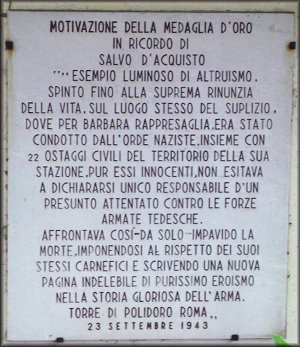 MOTIVAZIONE DELLA MEDAGLIA D'ORO
IN RICORDO DI
SALVO D'ACQUISTO
"" ESEMPIO LUMINOSO DI ALTRUISMO,
SPINTO FINO ALLA SUPREMA RINUNZIA
DELLA VITA, SUL LUOGO STESSO DEL SUPLIZIO,
DOVE PER BARBARA RAPPRESAGLIA, ERA STATO
CONDOTTO DALL'ORDE NAZISTE, INSIEME CON
22 OSTAGGI CIVILI DEL TERRITORIO DELLA SUA
STAZIONE, PUR ESSI INNOCENTI, NON ESITAVA
A DICHIARARSI UNICO RESPONSABILE D'UN
PRESUNTO ATTENTATO CONTRO LE FORZE
ARMATE TEDESCHE.
AFFRONTAVA COSÍ-DA SOLO-IMPAVIDO LA
MORTE, IMPONENDOSI AL RISPETTO DEI SUOI
STESSI CARNEFICI E SCRIVENDO UNA NUOVA
PAGINA INDELEBILE DI PURISSIMO EROISMO
NELLA STORIA GLORIOSA DELL'ARMA.
TORRE DI POLIDORO ROMA,,
23 SETTEMBRE 1943